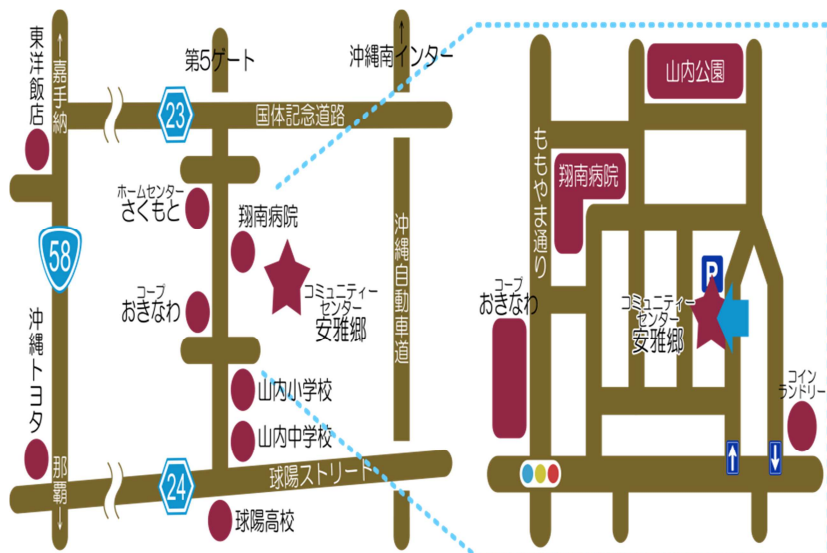 東洋飯店
↑嘉手納
第5ゲート
↑
沖縄南インター
23
国体記念道路
ホームセンター
さくもと
翔南病院
58
沖縄自動車道
コミュニティー
センター
安雅郷
コープ
おきなわ
沖縄トヨタ
山内小学校
山内中学校
那覇↓
24
球陽ストリート
球陽高校
山内公園
ももやま通り
翔南病院
P
コープ
おきなわ
コミュニティー
センター
安雅郷
コイン
ランドリー
↑
↓